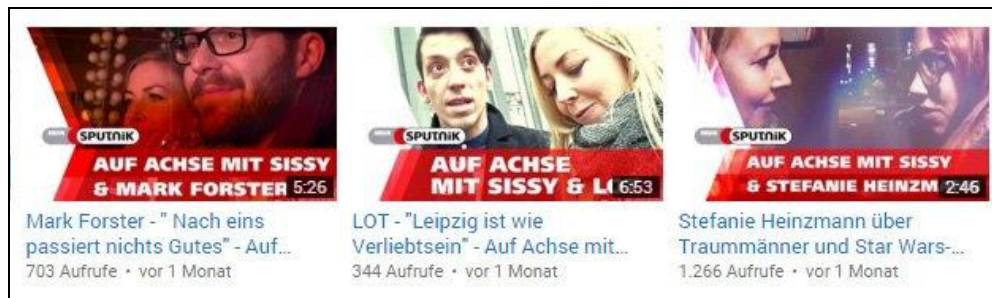 SPUTNIK
AUF ACHSE MIT SISSY
& MARK FORSTER 5:26
Mark Forster - " Nach eins
passiert nichts Gutes" - Auf...
703 Aufrufe • vor 1 Monat
SPUTNIK
AUF ACHSE
MIT SISSY & LO 6:53
LOT - "Leipzig ist wie
Verliebtsein" - Auf Achse mit...
344 Aufrufe • vor 1 Monat
SPUTNIK
AUF ACHSE MIT SISSY
& STEFANIE HEINZM 2:46
Stefanie Heinzmann über
Traummänner und Star Wars-...
1.266 Aufrufe • vor 1 Monat